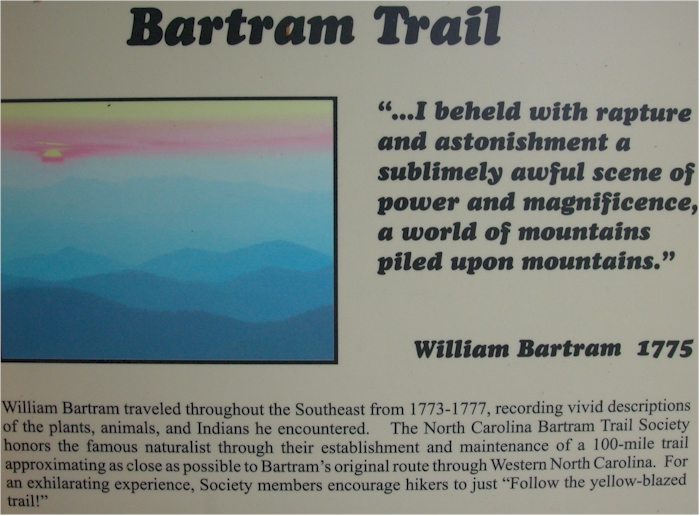 Bartram Trail
“...I beheld with rapture
and astonishment a
sublimely awful scene of
power and magnificence,
a world of mountains
piled upon mountains.”
William Bartram 1775
William Bartram traveled throughout the Southeast from 1773-1777, recording vivid descriptions
of the plants, animals, and Indians he encountered. The North Carolina Bartram Trail Society
honors the famous naturalist through their establishment and maintenance of a 100-mile trail
approximating as close as possible to Bartram’s original route through Western North Carolina. For
an exhilarating experience, Society members encourage hikers to just “Follow the yellow-blazed
trail!”